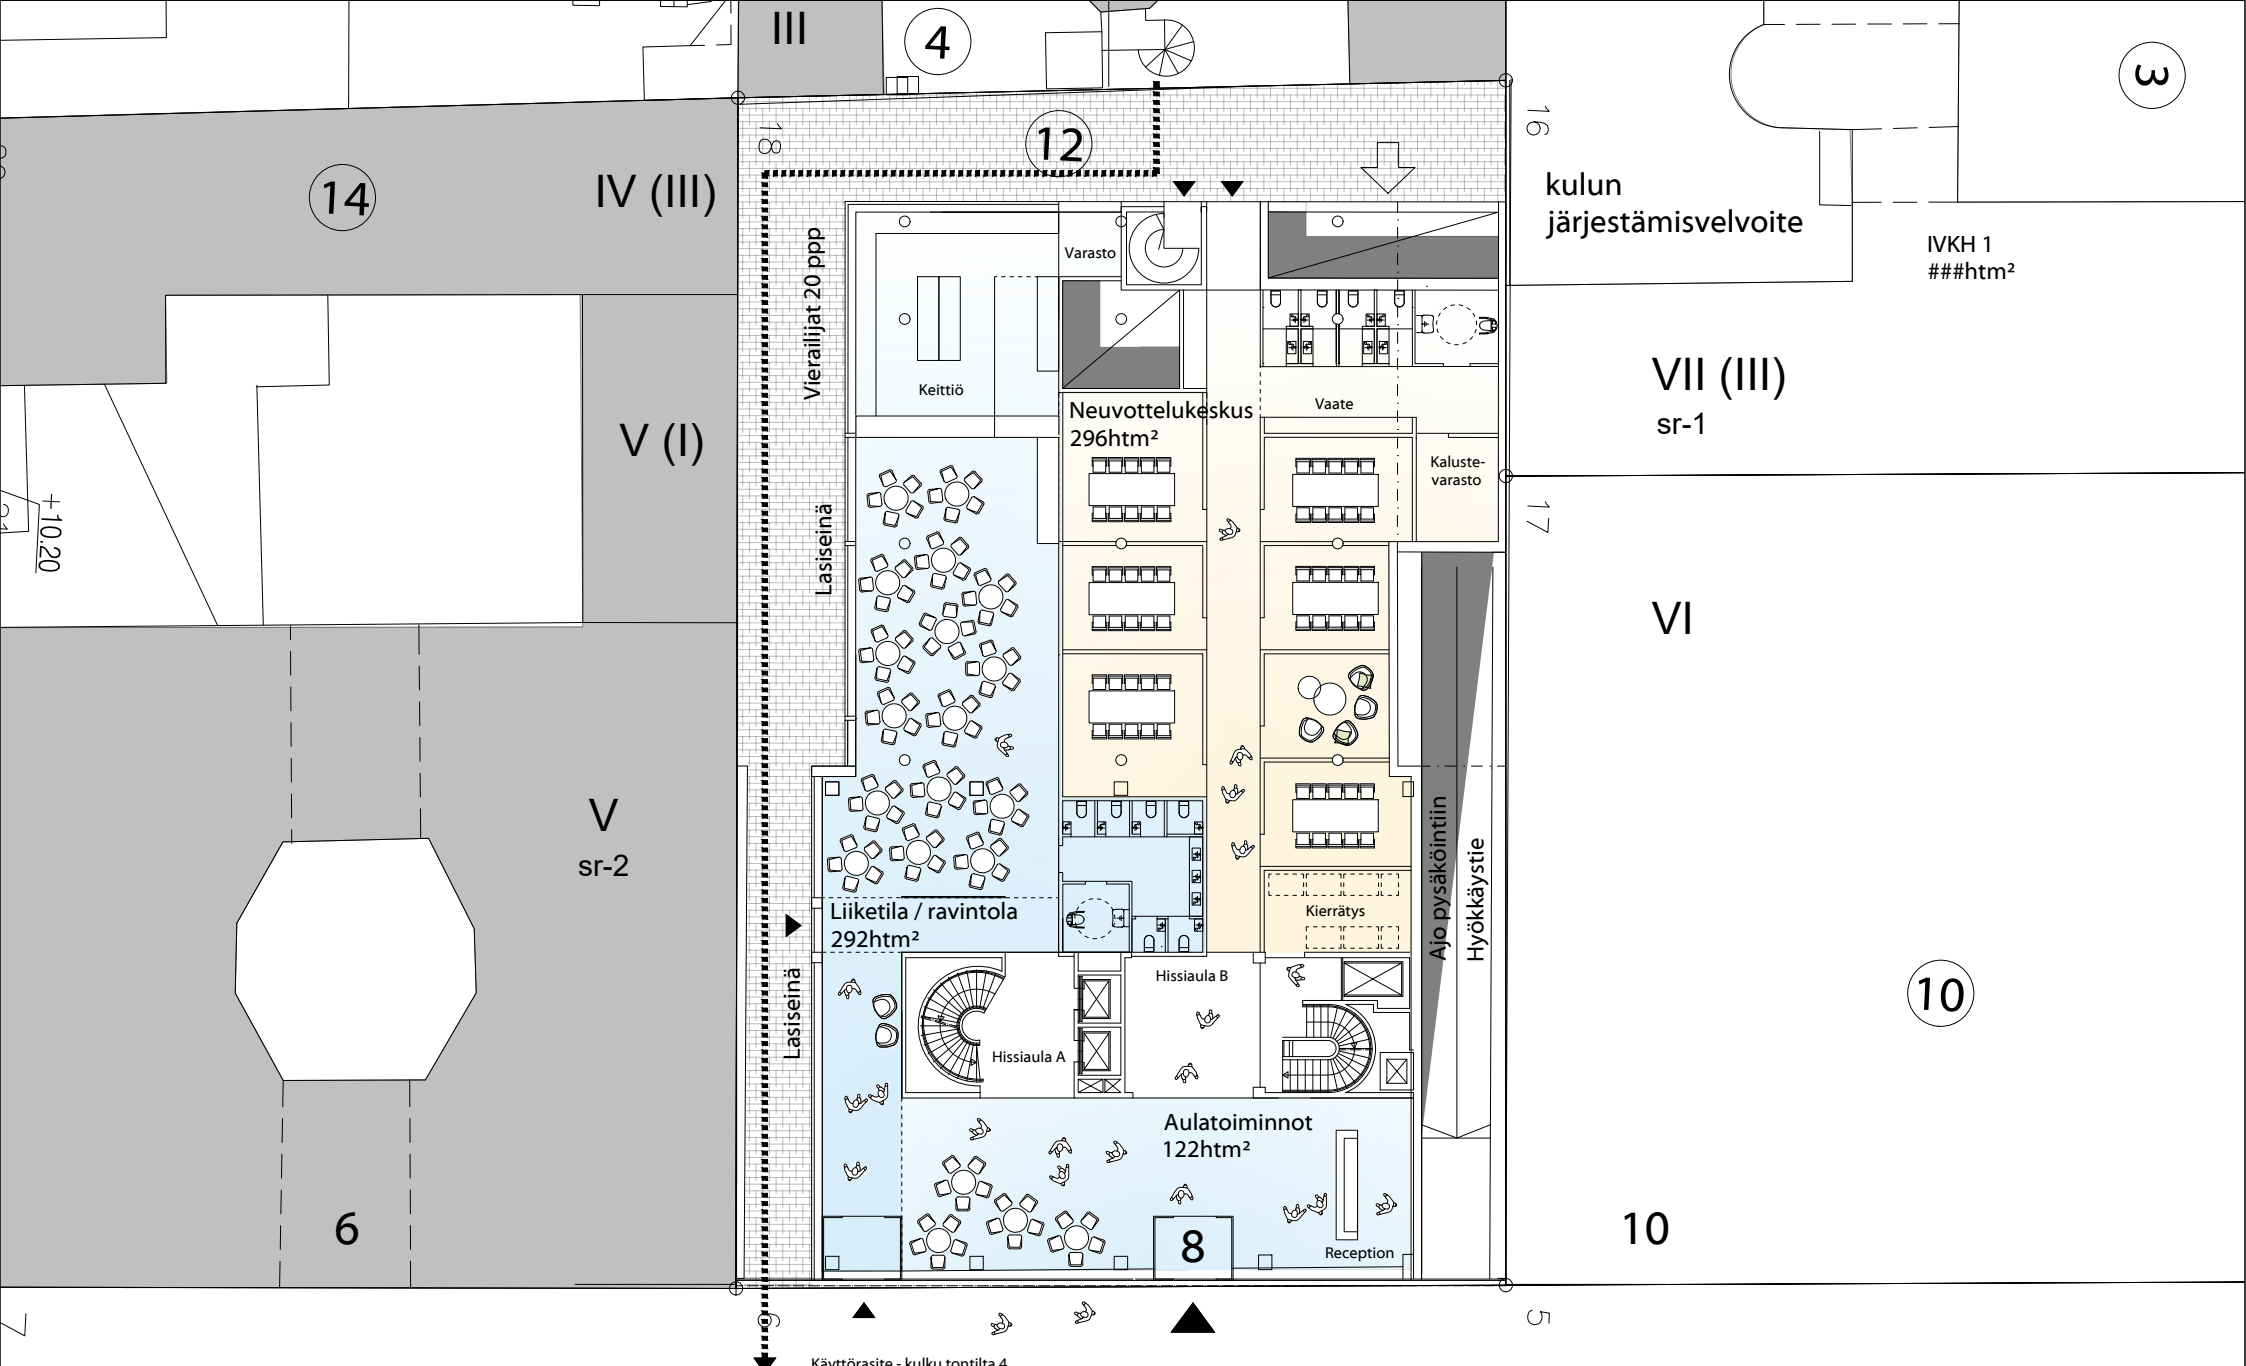 III
4
3
12
18
16
14
IV (III)
kulun
järjestämisvelvoite
IVKH 1
###htm²
Vierailijat 20 ppp
Varasto
Keittiö
Neuvottelukeskus
296htm²
Vaate
VII (III)
sr-1
V (I)
Kaluste-
varasto
+10.20
Lasiseinä
17
VI
V
sr-2
Ajo pysäköintiin
Hyökkäystie
Liiketila / ravintola
292htm²
Kierrätys
Lasiseinä
Hissiaula A
Hissiaula B
10
Aulatoiminnot
122htm²
6
8
Reception
10
7
6
5
Käyttörasite - kulku tontilta 4